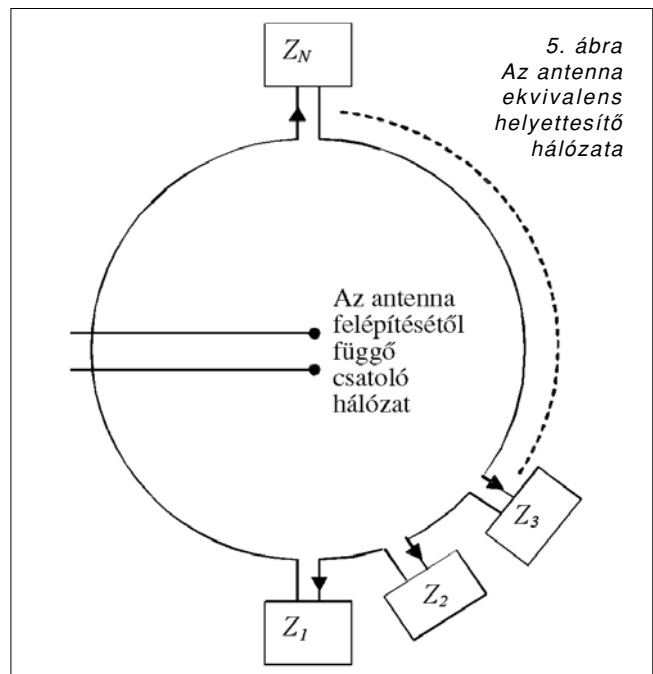 Z_N
5. ábra
Az antenna
ekvivalens
helyettesítő
hálózata
Az antenna
felépítésétől
függő
csatoló
hálózat
Z_3
Z_2
Z_1